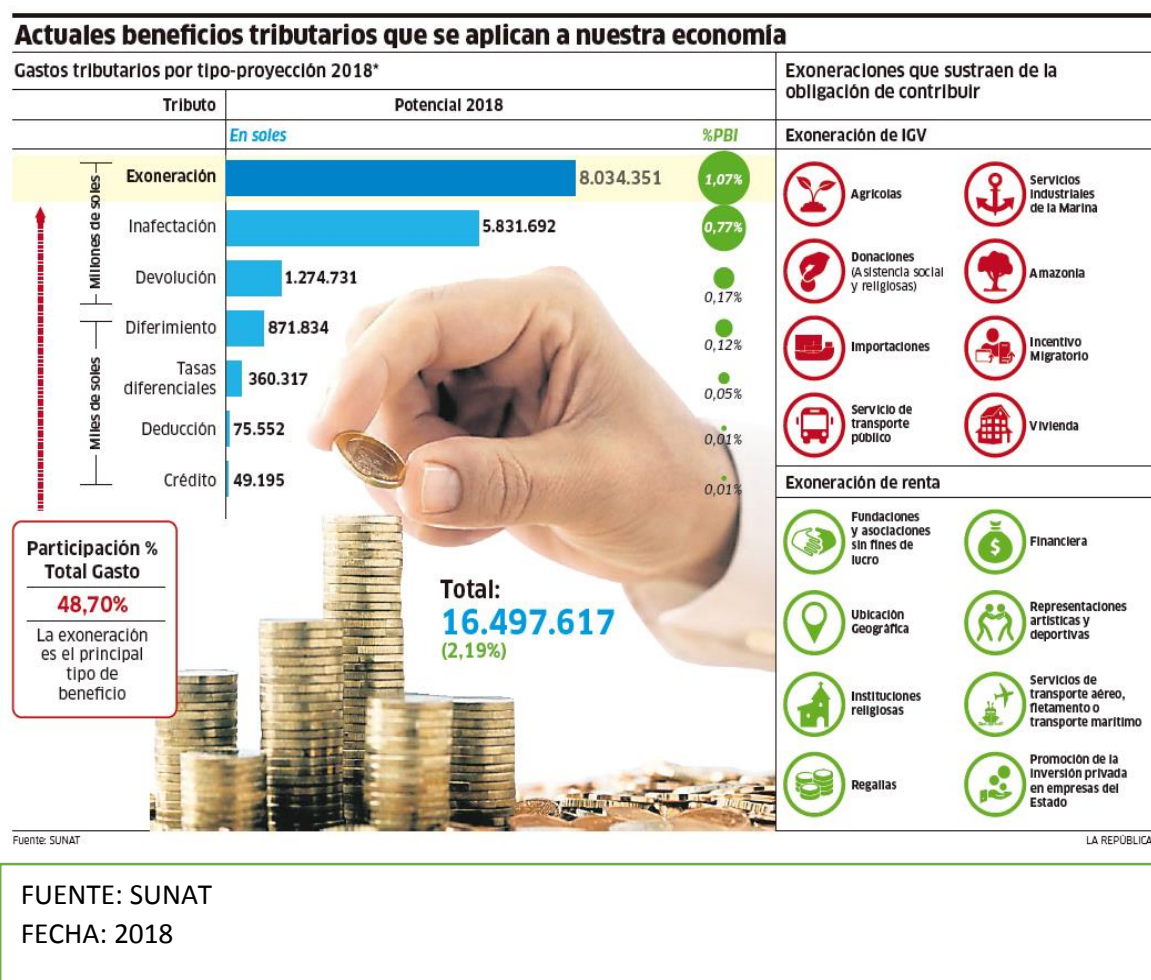 Actuales beneficios tributarios que se aplican a nuestra economía
Gastos tributarios por tipo-proyección 2018*
Tributo
Potencial 2018
En soles
%PBI
Millones de soles
Exoneración
8.034.351
1,07%
Inafectación
5.831.692
0,77%
Devolución
1.274.731
0,17%
Miles de soles
Diferimiento
871.834
0,12%
Tasas
diferenciales
360.317
0,05%
Deducción
75.552
0,01%
Crédito
49.195
0,01%
Participación %
Total Gasto
48,70%
La exoneración
es el principal
tipo de
beneficio
Total:
16.497.617
(2,19%)
Exoneraciones que sustraen de la
obligación de contribuir
Exoneración de IGV
Agrícolas
Servicios
industriales
de la Marina
Donaciones
(Asistencia social
y religiosas)
Amazonia
Importaciones
Incentivo
Migratorio
Servicio de
transporte
público
Vivienda
Exoneración de renta
Fundaciones
y asociaciones
sin fines de
lucro
Financiera
Ubicación
Geográfica
Representaciones
artísticas y
deportivas
Instituciones
religiosas
Servicios de
transporte aéreo,
fletamento o
transporte marítimo
Regalías
$
Promoción de la
inversión privada
en empresas del
Estado
Fuente: SUNAT
LA REPÚBLICA
FUENTE: SUNAT
FECHA: 2018